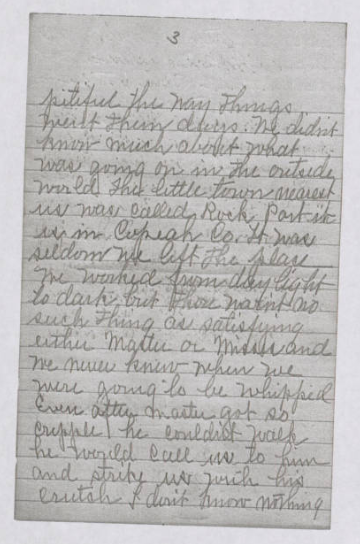 3
pitiful the way things
went them days. We didn't
know much about what
was going on in the outside
world the little town nearest
us was called Rock Port it
is in Copeah Co. It was
seldom we left the place
We worked from day light
to dark, but there wasnt no
such thing as satisfying
either Master or Misses and
we never knew when we
were going to be whipped
Even after master got so
cripple he couldn't walk
he would call us to him
and strike us with his
crutch I don't know nothing